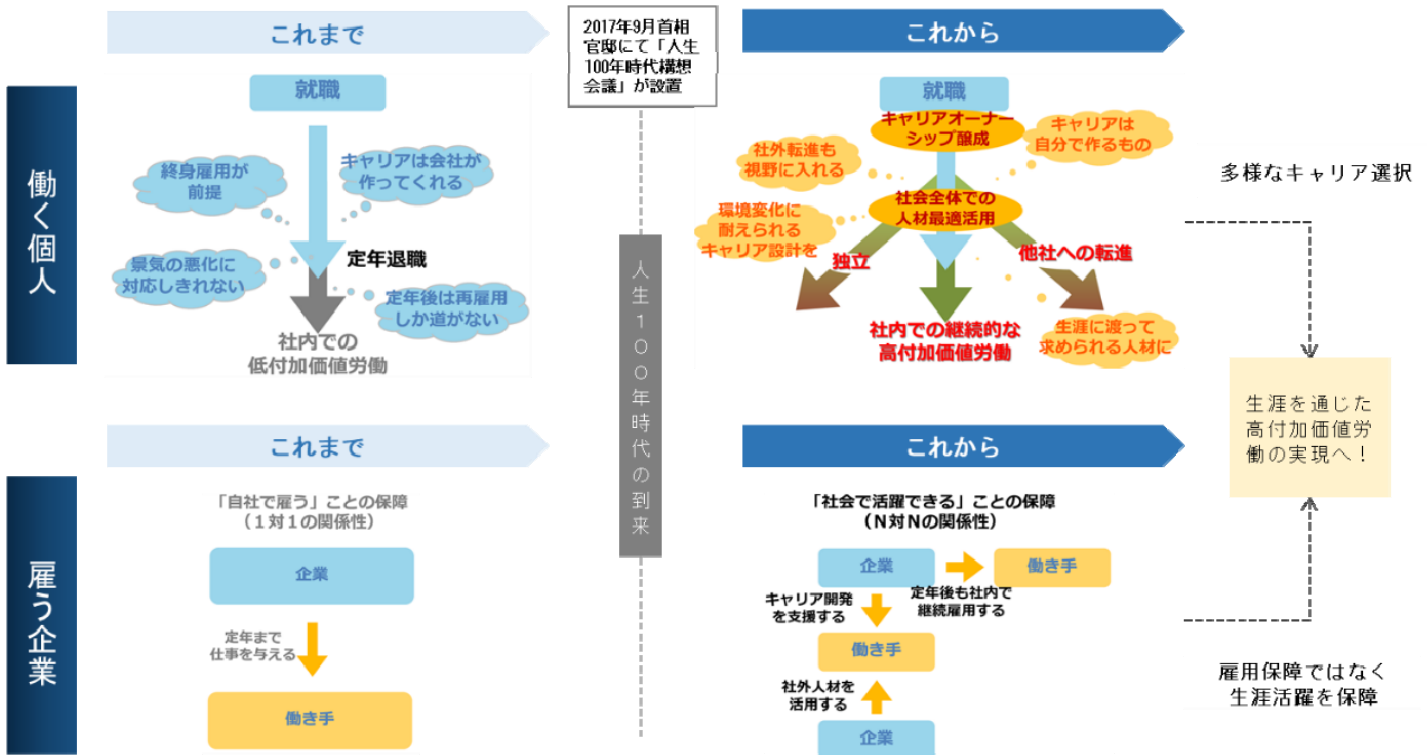 これまで
2017年9月首相
官邸にて「人生
100年時代構想
会議」が設置
これから
働く個人
就職
終身雇用が
前提
キャリアは会社が
作ってくれる
景気の悪化に
対応しきれない
定年退職
定年後は再雇用
しか道がない
社内での
低付加価値労働
人生100年時代の到来
就職
キャリアオーナー
シップ醸成
キャリアは
自分で作るもの
社外転進も
視野に入れる
社会全体での
人材最適活用
環境変化に
耐えられる
キャリア設計を
独立
他社への転進
社内での継続的な
高付加価値労働
生涯に渡って
求められる人材に
多様なキャリア選択
生涯を通じた
高付加価値労
働の実現へ！
雇う企業
これまで
「自社で雇う」ことの保障
（１対１の関係性）
企業
定年まで
仕事を与える
働き手
これから
「社会で活躍できる」ことの保障
（Ｎ対Ｎの関係性）
企業
働き手
キャリア開発
を支援する
定年後も社内で
継続雇用する
働き手
社外人材を
活用する
企業
雇用保障ではなく
生涯活躍を保障